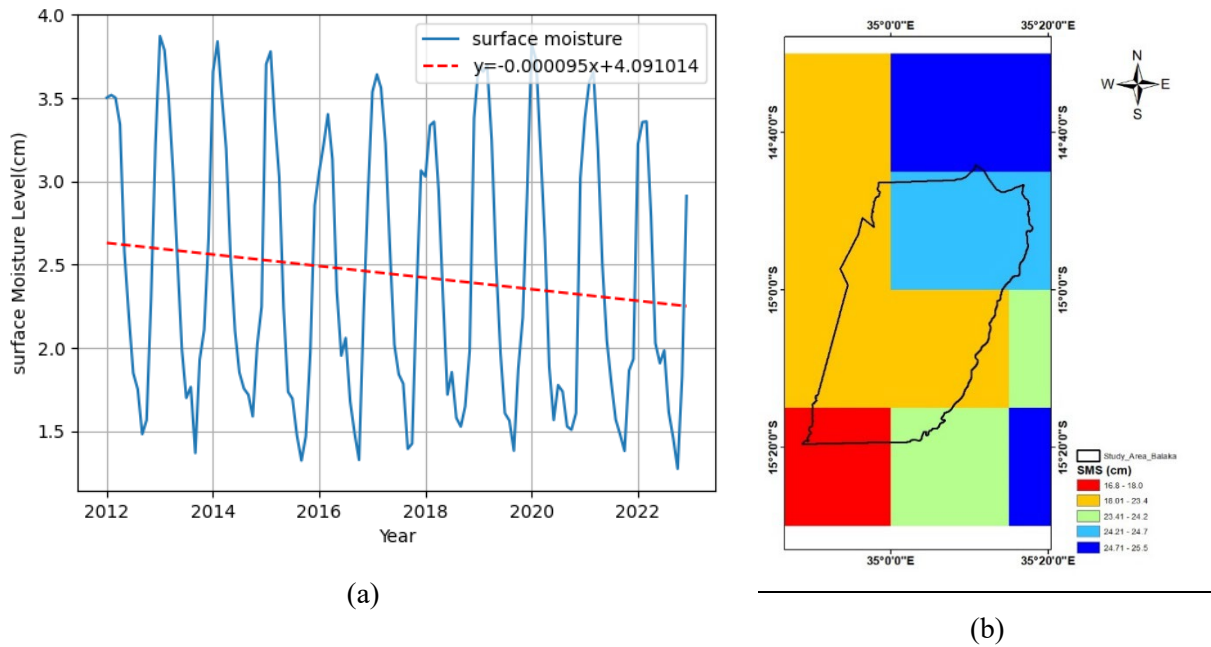 4.0
3.5
3.0
2.5
2.0
1.5
surface Moisture Level(cm)
surface moisture
y=-0.000095x+4.091014
2012 2014 2016 2018 2020 2022
Year
(a)
35°0'0"E 35°20'0"E
N
W E
S
14°40'0"S 14°40'0"S
15°0'0"S 15°0'0"S
15°20'0"S 15°20'0"S
Study_Area_Balaka
SMS (cm)
16.8 - 18.0
18.01 - 23.4
23.41 - 24.2
24.21 - 24.7
24.71 - 25.5
35°0'0"E 35°20'0"E
(b)